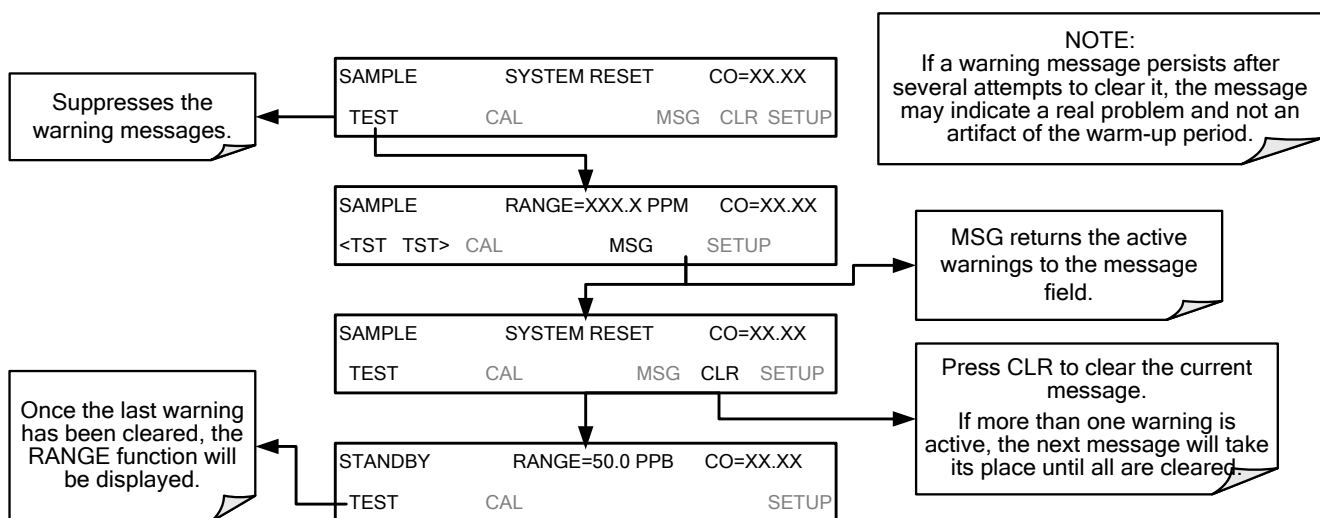 NOTE:
If a warning message persists after
several attempts to clear it, the message
may indicate a real problem and not an
artifact of the warm-up period.
Suppresses the
warning messages.
SAMPLE SYSTEM RESET CO=XX.XX
TEST CAL MSG CLR SETUP
SAMPLE RANGE=XXX.X PPM CO=XX.XX
<TST TST> CAL MSG SETUP
MSG returns the active
warnings to the message
field.
SAMPLE SYSTEM RESET CO=XX.XX
TEST CAL MSG CLR SETUP
Press CLR to clear the current
message.
If more than one warning is
active, the next message will take
its place until all are cleared.
Once the last warning
has been cleared, the
RANGE function will
be displayed.
STANDBY RANGE=50.0 PPB CO=XX.XX
TEST CAL SETUP